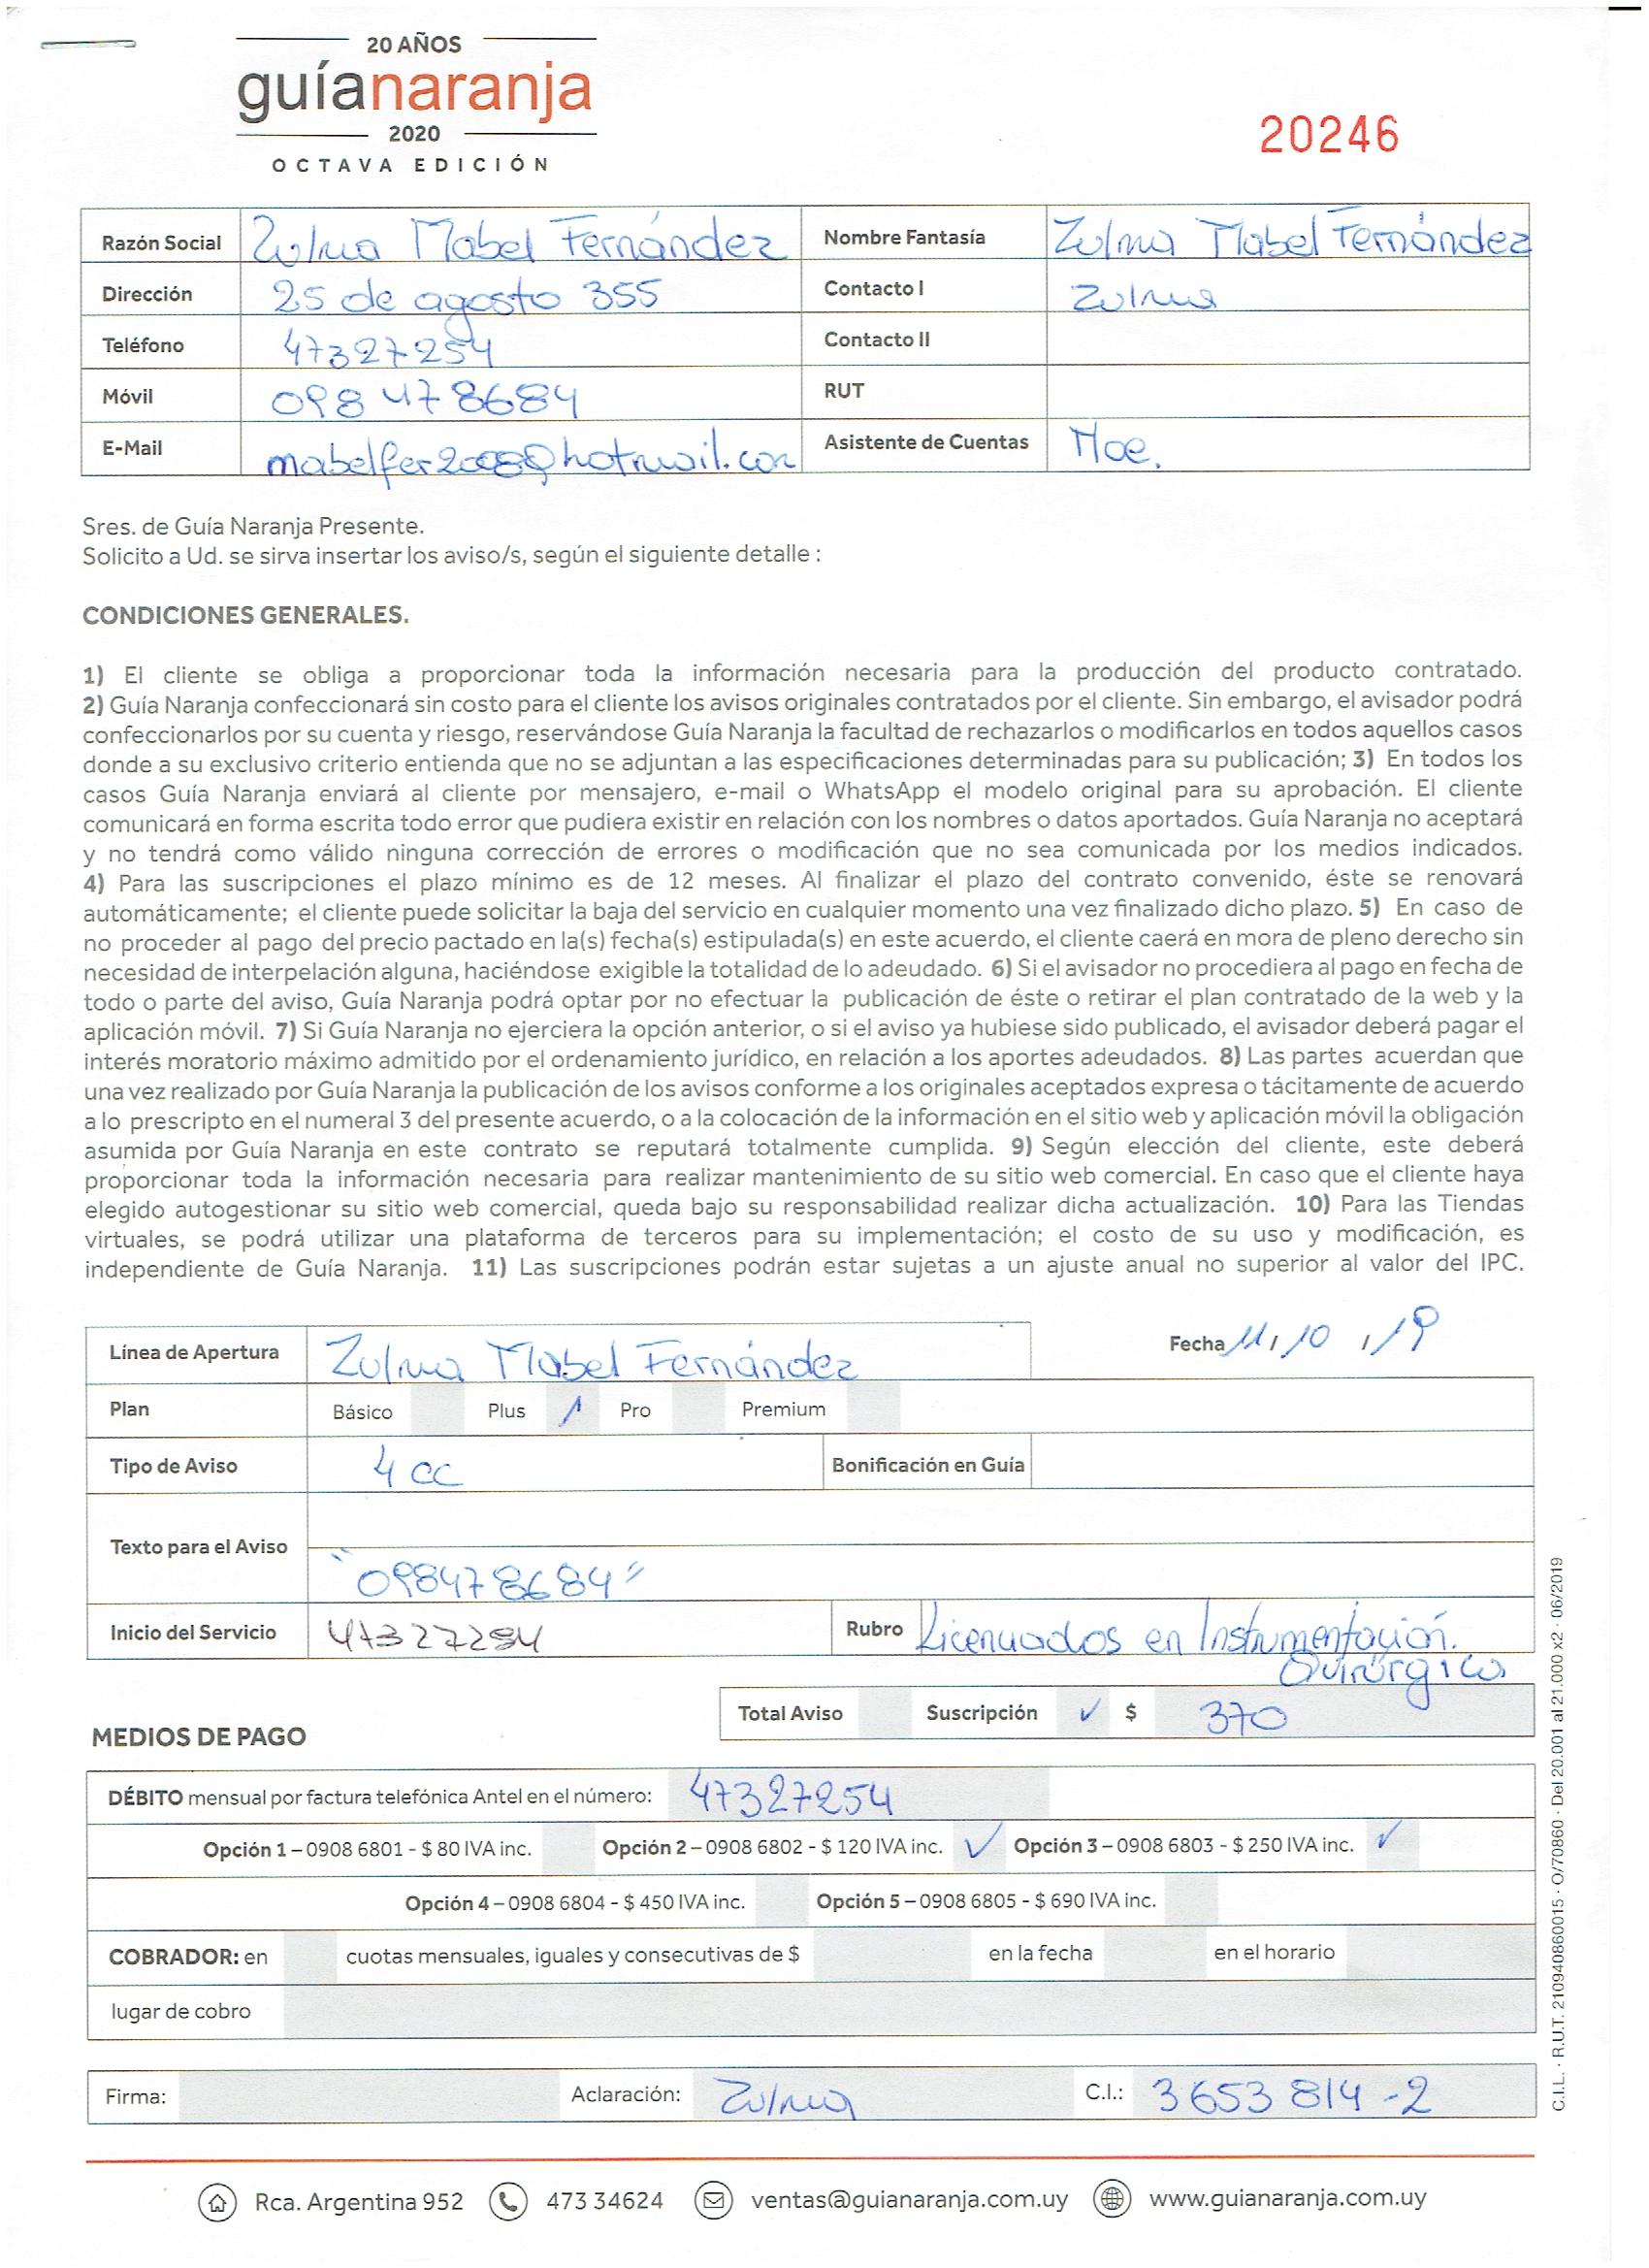 20 AÑOS
guíanaranja
2020
OCTAVA EDICIÓN
20246
Razón Social Zulma Mabel Fernández Nombre Fantasía Zulma Mabel Fernández
Dirección 25 de agosto 355 Contacto I Zulma
Teléfono 47327254 Contacto II
Móvil 098 478684 RUT
E-Mail Asistente de Cuentas Noe.
Sres. de Guía Naranja Presente.
Solicito a Ud. se sirva insertar los aviso/s, según el siguiente detalle :
CONDICIONES GENERALES.
1) El cliente se obliga a proporcionar toda la información necesaria para la producción del producto contratado.
2) Guía Naranja confeccionará sin costo para el cliente los avisos originales contratados por el cliente. Sin embargo, el avisador podrá
confeccionarlos por su cuenta y riesgo, reservándose Guía Naranja la facultad de rechazarlos o modificarlos en todos aquellos casos
donde a su exclusivo criterio entienda que no se adjuntan a las especificaciones determinadas para su publicación; 3) En todos los
casos Guía Naranja enviará al cliente por mensajero, e-mail o WhatsApp el modelo original para su aprobación. El cliente
comunicará en forma escrita todo error que pudiera existir en relación con los nombres o datos aportados. Guía Naranja no aceptará
y no tendrá como válido ninguna corrección de errores o modificación que no sea comunicada por los medios indicados.
4) Para las suscripciones el plazo mínimo es de 12 meses. Al finalizar el plazo del contrato convenido, éste se renovará
automáticamente; el cliente puede solicitar la baja del servicio en cualquier momento una vez finalizado dicho plazo. 5) En caso de
no proceder al pago del precio pactado en la(s) fecha(s) estipulada(s) en este acuerdo, el cliente caerá en mora de pleno derecho sin
necesidad de interpelación alguna, haciéndose exigible la totalidad de lo adeudado. 6) Si el avisador no procediera al pago en fecha de
todo o parte del aviso, Guía Naranja podrá optar por no efectuar la publicación de éste o retirar el plan contratado de la web y la
aplicación móvil. 7) Si Guía Naranja no ejerciera la opción anterior, o si el aviso ya hubiese sido publicado, el avisador deberá pagar el
interés moratorio máximo admitido por el ordenamiento jurídico, en relación a los aportes adeudados. 8) Las partes acuerdan que
una vez realizado por Guía Naranja la publicación de los avisos conforme a los originales aceptados expresa o tácitamente de acuerdo
a lo prescripto en el numeral 3 del presente acuerdo, o a la colocación de la información en el sitio web y aplicación móvil la obligación
asumida por Guía Naranja en este contrato se reputará totalmente cumplida. 9) Según elección del cliente, este deberá
proporcionar toda la información necesaria para realizar mantenimiento de su sitio web comercial. En caso que el cliente haya
elegido autogestionar su sitio web comercial, queda bajo su responsabilidad realizar dicha actualización. 10) Para las Tiendas
virtuales, se podrá utilizar una plataforma de terceros para su implementación; el costo de su uso y modificación, es
independiente de Guía Naranja. 11) Las suscripciones podrán estar sujetas a un ajuste anual no superior al valor del IPC.
Línea de Apertura Zulma Mabel Fernández Fecha 11/10/19
Plan Básico Plus Pro Premium
Tipo de Aviso 4 cc Bonificación en Guía
Texto para el Aviso
"098478684"
Inicio del Servicio 47327254 Rubro Licenciados en Instrumentación
Quirúrgica
Total Aviso Suscripción ✓ $ 370
MEDIOS DE PAGO
DÉBITO mensual por factura telefónica Antel en el número: 47327254
Opción 1 – 0908 6801 - $ 80 IVA inc. Opción 2 – 0908 6802 - $ 120 IVA inc. ✓ Opción 3 – 0908 6803 - $ 250 IVA inc. ✓
Opción 4 – 0908 6804 - $ 450 IVA inc. Opción 5 – 0908 6805 - $ 690 IVA inc.
COBRADOR: en cuotas mensuales, iguales y consecutivas de $ en la fecha en el horario
lugar de cobro
Firma: Aclaración: Zulma C.I.: 3653814-2
Rca. Argentina 952 473 34624 ventas@guianaranja.com.uy www.guianaranja.com.uy
C.I.L. · R.U.T. 210940860015 · O/70860 · Del 20.001 al 21.000 x2 · 06/2019